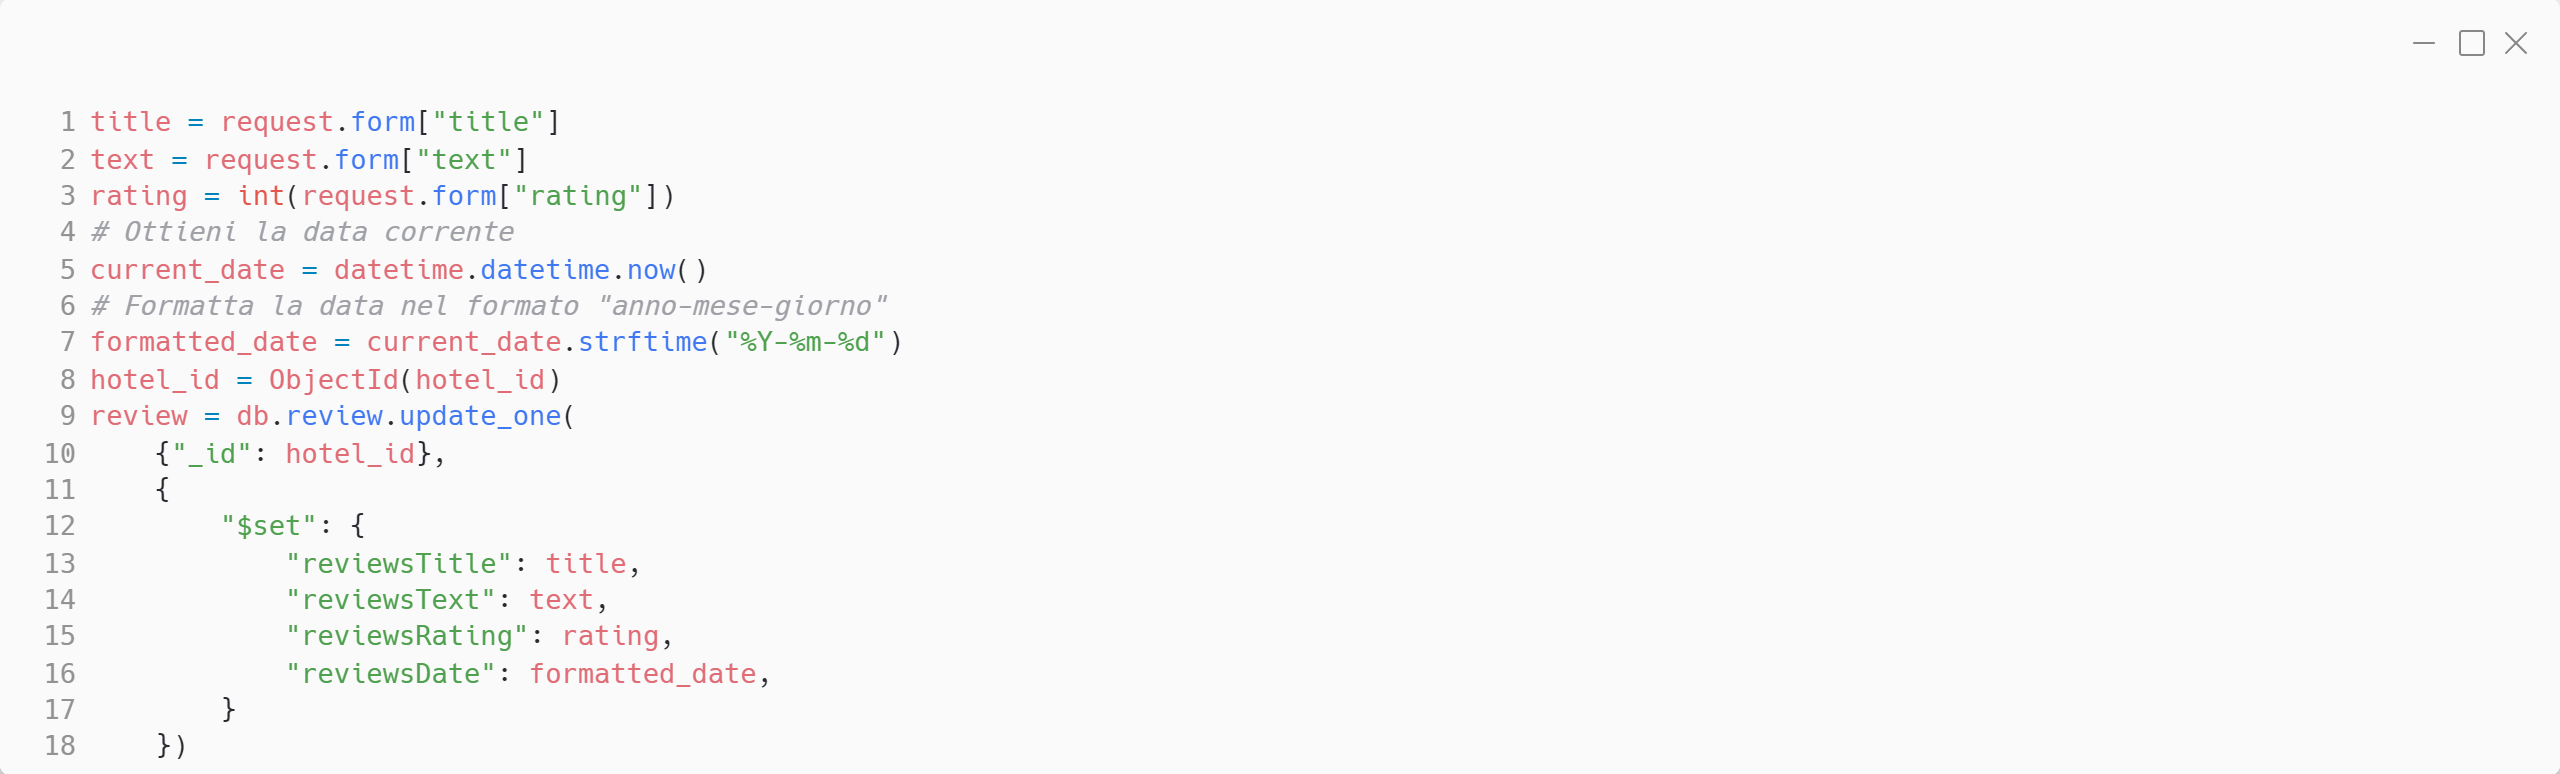 1 title = request.form["title"]
2 text = request.form["text"]
3 rating = int(request.form["rating"])
4 # Ottieni la data corrente
5 current_date = datetime.datetime.now()
6 # Formatta la data nel formato "anno-mese-giorno"
7 formatted_date = current_date.strftime("%Y-%m-%d")
8 hotel_id = ObjectId(hotel_id)
9 review = db.review.update_one(
10     {"_id": hotel_id},
11     {
12         "$set": {
13             "reviewsTitle": title,
14             "reviewsText": text,
15             "reviewsRating": rating,
16             "reviewsDate": formatted_date,
17         }
18     })